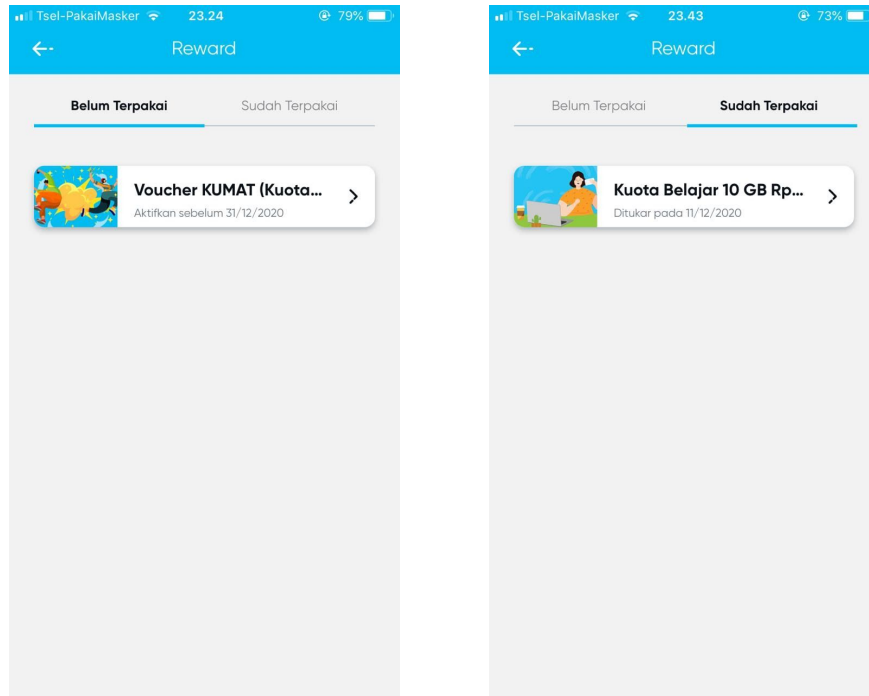 Tsel-PakaiMasker 23.24 79%
Reward
Belum Terpakai Sudah Terpakai
Voucher KUMAT (Kuota...
Aktifkan sebelum 31/12/2020
Tsel-PakaiMasker 23.43 73%
Reward
Belum Terpakai Sudah Terpakai
Kuota Belajar 10 GB Rp...
Ditukar pada 11/12/2020